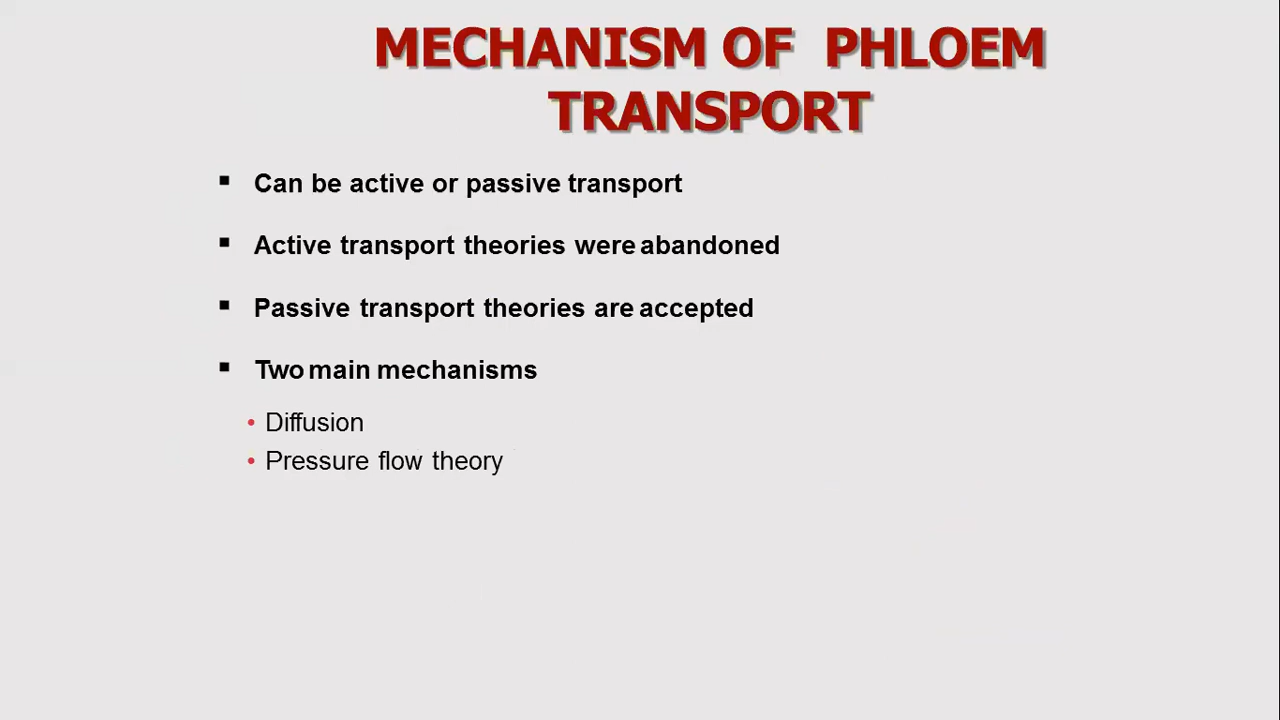 MECHANISM OF PHLOEM
TRANSPORT
▪ Can be active or passive transport
▪ Active transport theories were abandoned
▪ Passive transport theories are accepted
▪ Two main mechanisms
• Diffusion
• Pressure flow theory